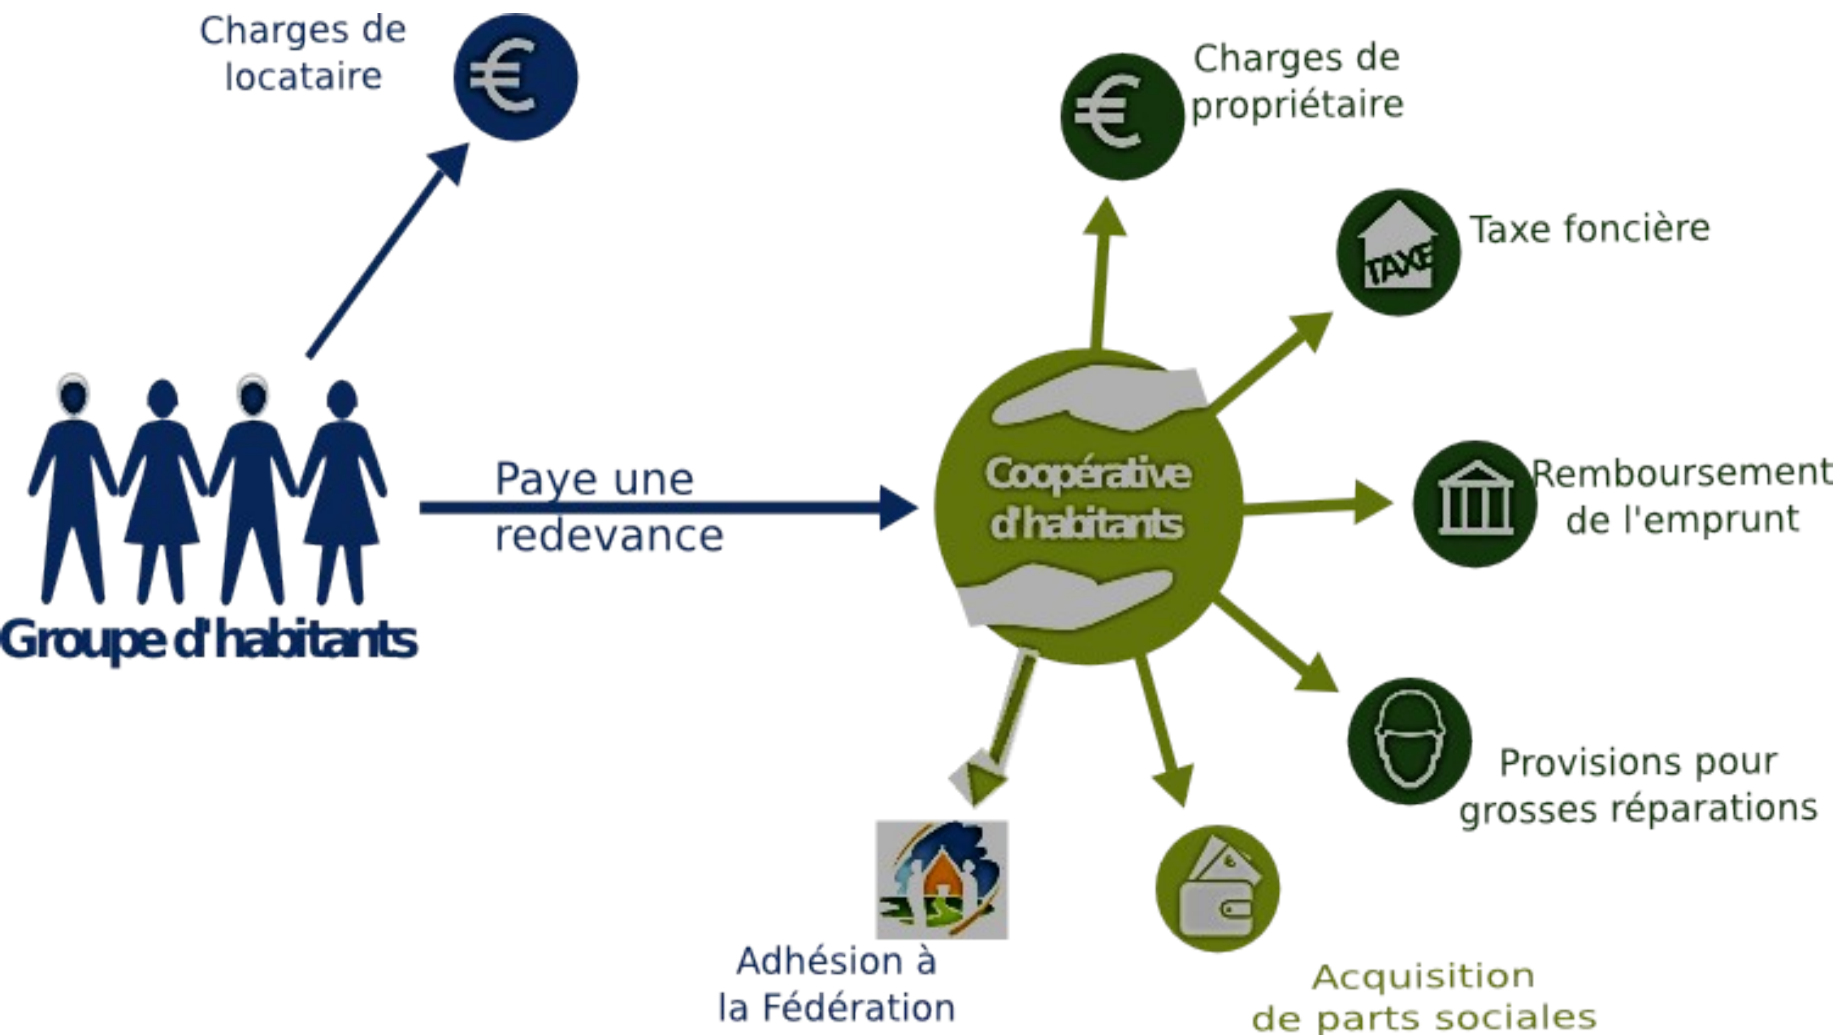 Charges de
locataire
Charges de
propriétaire
TAXE
Taxe foncière
Paye une
redevance
Coopérative
d'habitants
Remboursement
de l'emprunt
Groupe d'habitants
Provisions pour
grosses réparations
Adhésion à
la Fédération
Acquisition
de parts sociales